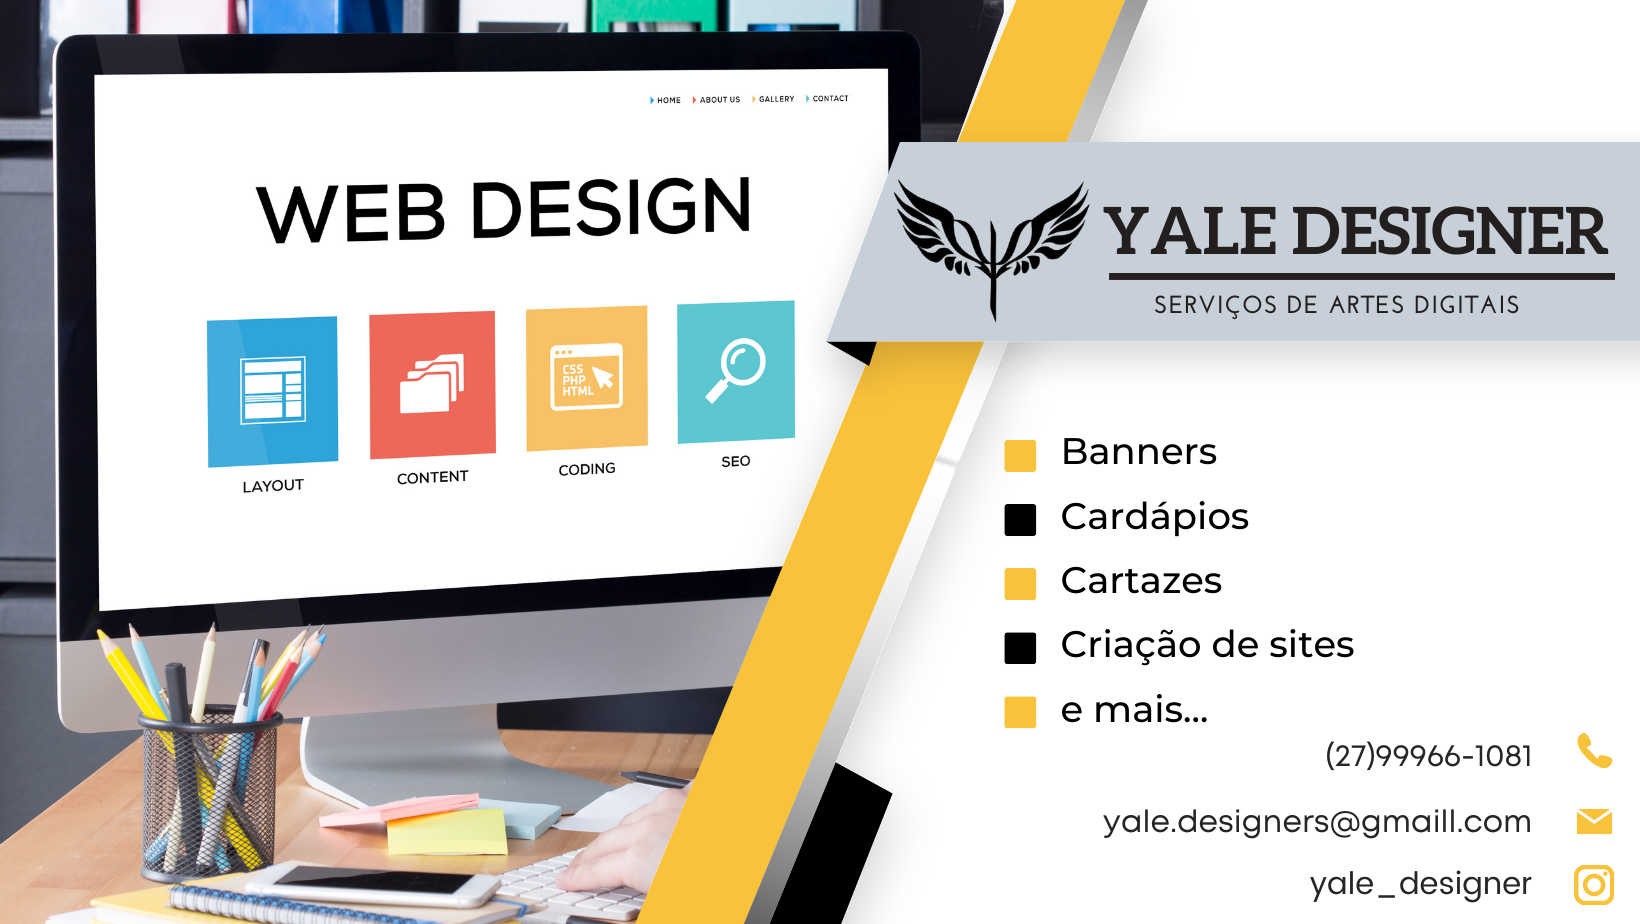 HOME ABOUT US GALLERY CONTACT
WEB DESIGN
CSS
PHP
HTML
LAYOUT CONTENT CODING SEO
YALE DESIGNER
SERVIÇOS DE ARTES DIGITAIS
Banners
Cardápios
Cartazes
Criação de sites
e mais...
(27)99966-1081
yale.designers@gmaill.com
yale_designer